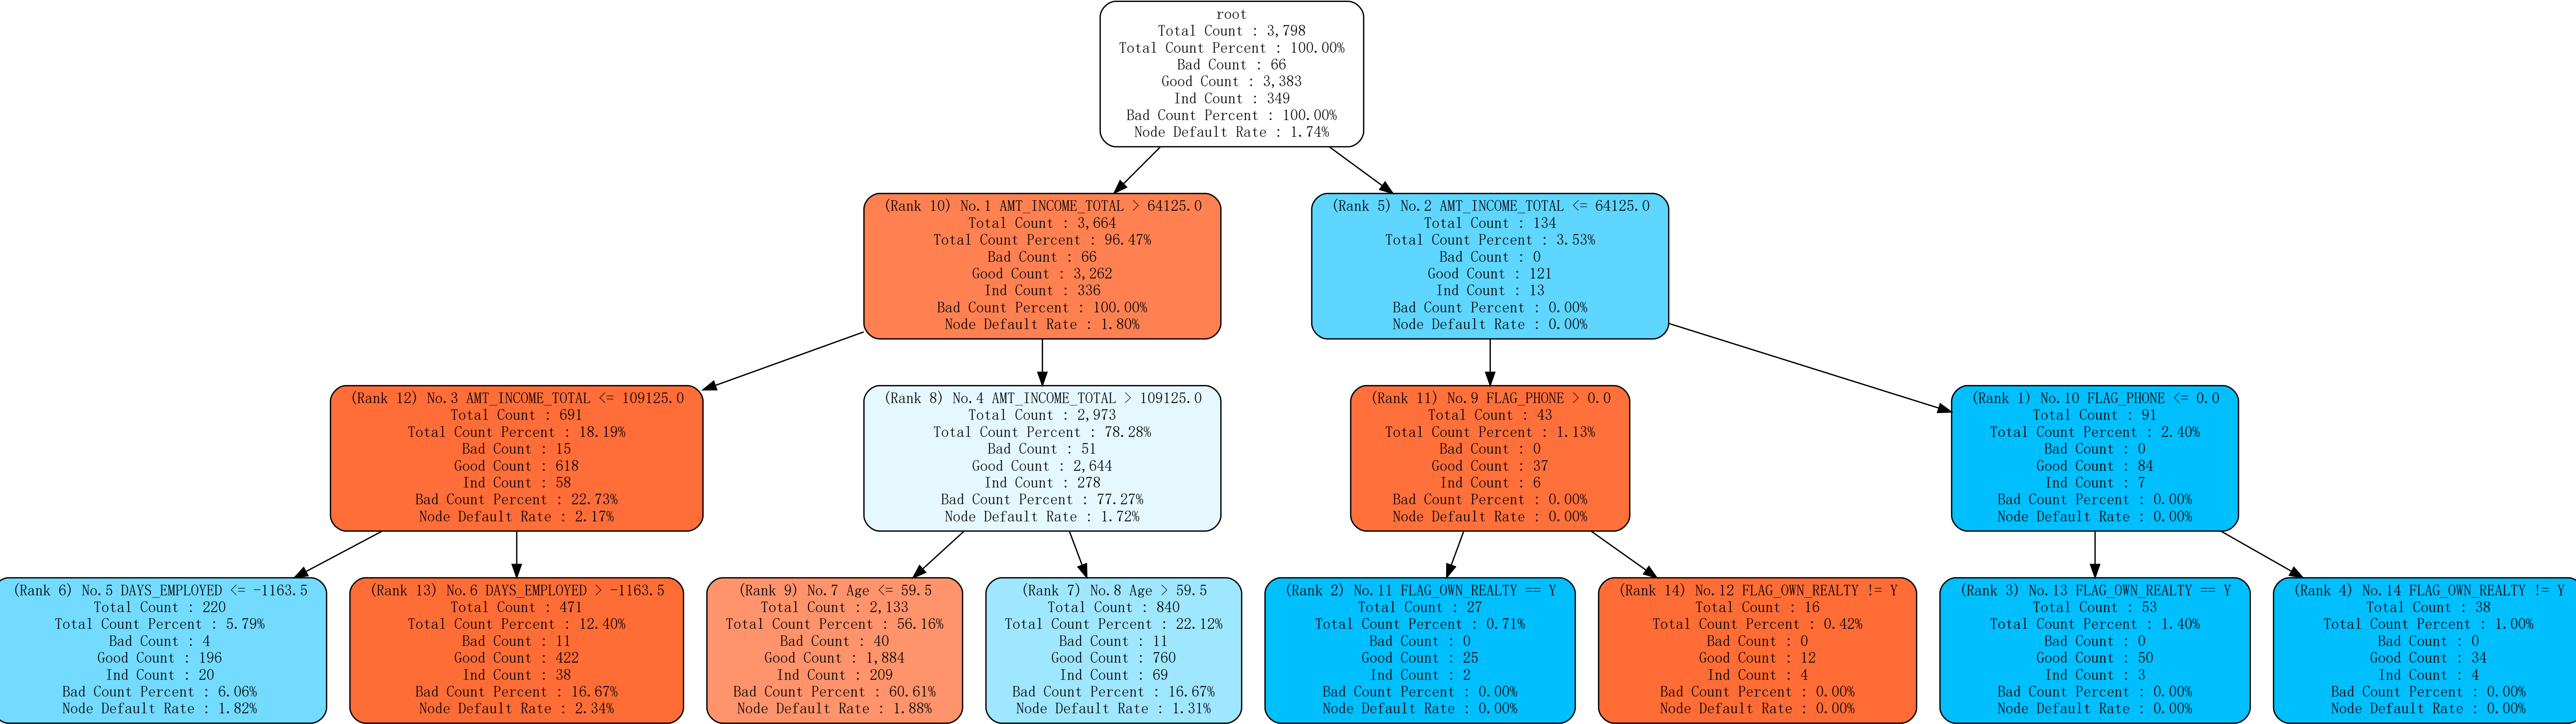 root
Total Count : 3,798
Total Count Percent : 100.00%
Bad Count : 66
Good Count : 3,383
Ind Count : 349
Bad Count Percent : 100.00%
Node Default Rate : 1.74%
(Rank 10) No.1 AMT_INCOME_TOTAL > 64125.0
Total Count : 3,664
Total Count Percent : 96.47%
Bad Count : 66
Good Count : 3,262
Ind Count : 336
Bad Count Percent : 100.00%
Node Default Rate : 1.80%
(Rank 5) No.2 AMT_INCOME_TOTAL <= 64125.0
Total Count : 134
Total Count Percent : 3.53%
Bad Count : 0
Good Count : 121
Ind Count : 13
Bad Count Percent : 0.00%
Node Default Rate : 0.00%
(Rank 12) No.3 AMT_INCOME_TOTAL <= 109125.0
Total Count : 691
Total Count Percent : 18.19%
Bad Count : 15
Good Count : 618
Ind Count : 58
Bad Count Percent : 22.73%
Node Default Rate : 2.17%
(Rank 8) No.4 AMT_INCOME_TOTAL > 109125.0
Total Count : 2,973
Total Count Percent : 78.28%
Bad Count : 51
Good Count : 2,644
Ind Count : 278
Bad Count Percent : 77.27%
Node Default Rate : 1.72%
(Rank 11) No.9 FLAG_PHONE > 0.0
Total Count : 43
Total Count Percent : 1.13%
Bad Count : 0
Good Count : 37
Ind Count : 6
Bad Count Percent : 0.00%
Node Default Rate : 0.00%
(Rank 1) No.10 FLAG_PHONE <= 0.0
Total Count : 91
Total Count Percent : 2.40%
Bad Count : 0
Good Count : 84
Ind Count : 7
Bad Count Percent : 0.00%
Node Default Rate : 0.00%
(Rank 6) No.5 DAYS_EMPLOYED <= -1163.5
Total Count : 220
Total Count Percent : 5.79%
Bad Count : 4
Good Count : 196
Ind Count : 20
Bad Count Percent : 6.06%
Node Default Rate : 1.82%
(Rank 13) No.6 DAYS_EMPLOYED > -1163.5
Total Count : 471
Total Count Percent : 12.40%
Bad Count : 11
Good Count : 422
Ind Count : 38
Bad Count Percent : 16.67%
Node Default Rate : 2.34%
(Rank 9) No.7 Age <= 59.5
Total Count : 2,133
Total Count Percent : 56.16%
Bad Count : 40
Good Count : 1,884
Ind Count : 209
Bad Count Percent : 60.61%
Node Default Rate : 1.88%
(Rank 7) No.8 Age > 59.5
Total Count : 840
Total Count Percent : 22.12%
Bad Count : 11
Good Count : 760
Ind Count : 69
Bad Count Percent : 16.67%
Node Default Rate : 1.31%
(Rank 2) No.11 FLAG_OWN_REALTY == Y
Total Count : 27
Total Count Percent : 0.71%
Bad Count : 0
Good Count : 25
Ind Count : 2
Bad Count Percent : 0.00%
Node Default Rate : 0.00%
(Rank 14) No.12 FLAG_OWN_REALTY != Y
Total Count : 16
Total Count Percent : 0.42%
Bad Count : 0
Good Count : 12
Ind Count : 4
Bad Count Percent : 0.00%
Node Default Rate : 0.00%
(Rank 3) No.13 FLAG_OWN_REALTY == Y
Total Count : 53
Total Count Percent : 1.40%
Bad Count : 0
Good Count : 50
Ind Count : 3
Bad Count Percent : 0.00%
Node Default Rate : 0.00%
(Rank 4) No.14 FLAG_OWN_REALTY != Y
Total Count : 38
Total Count Percent : 1.00%
Bad Count : 0
Good Count : 34
Ind Count : 4
Bad Count Percent : 0.00%
Node Default Rate : 0.00%